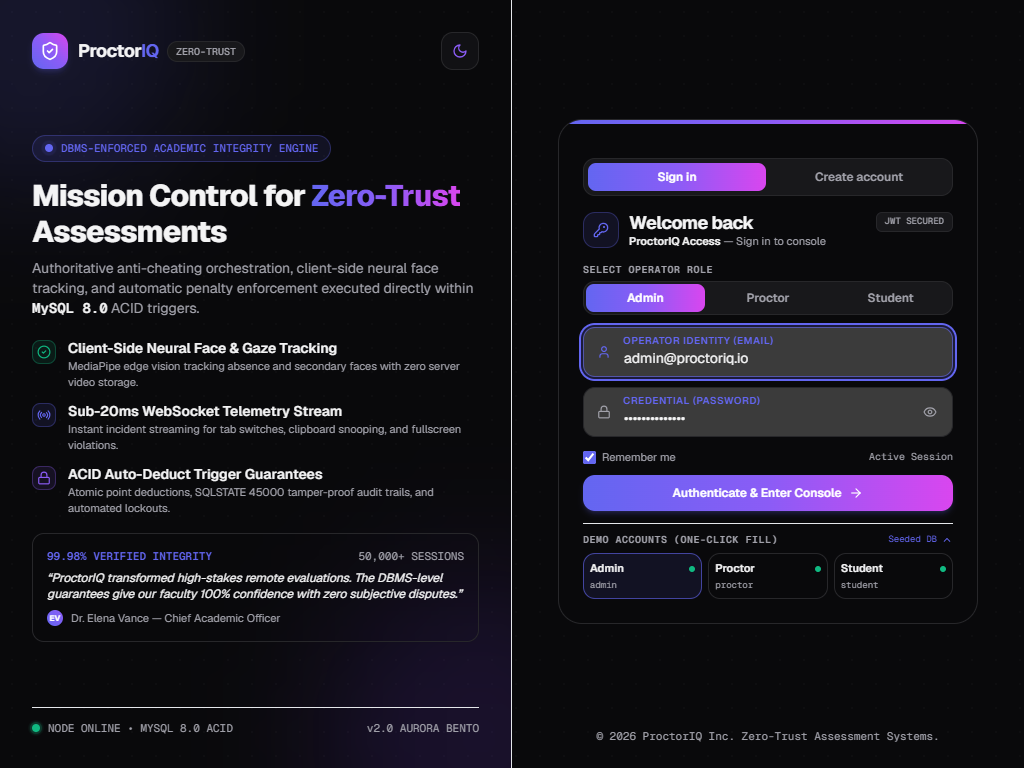 ProctorIQ ZERO-TRUST
DBMS-ENFORCED ACADEMIC INTEGRITY ENGINE
Mission Control for Zero-Trust
Assessments
Authoritative anti-cheating orchestration, client-side neural face
tracking, and automatic penalty enforcement executed directly within
MySQL 8.0 ACID triggers.
Client-Side Neural Face & Gaze Tracking
MediaPipe edge vision tracking absence and secondary faces with zero server
video storage.
Sub-20ms WebSocket Telemetry Stream
Instant incident streaming for tab switches, clipboard snooping, and fullscreen
violations.
ACID Auto-Deduct Trigger Guarantees
Atomic point deductions, SQLSTATE 45000 tamper-proof audit trails, and
automated lockouts.
99.98% VERIFIED INTEGRITY 50,000+ SESSIONS
“ProctorIQ transformed high-stakes remote evaluations. The DBMS-level
guarantees give our faculty 100% confidence with zero subjective disputes.”
EV Dr. Elena Vance — Chief Academic Officer
NODE ONLINE • MYSQL 8.0 ACID v2.0 AURORA BENTO
Sign in Create account
Welcome back JWT SECURED
ProctorIQ Access — Sign in to console
SELECT OPERATOR ROLE
Admin Proctor Student
OPERATOR IDENTITY (EMAIL)
admin@proctoriq.io
CREDENTIAL (PASSWORD)
••••••••••••••
Remember me Active Session
Authenticate & Enter Console →
DEMO ACCOUNTS (ONE-CLICK FILL) Seeded DB
Admin Proctor Student
admin proctor student
© 2026 ProctorIQ Inc. Zero-Trust Assessment Systems.